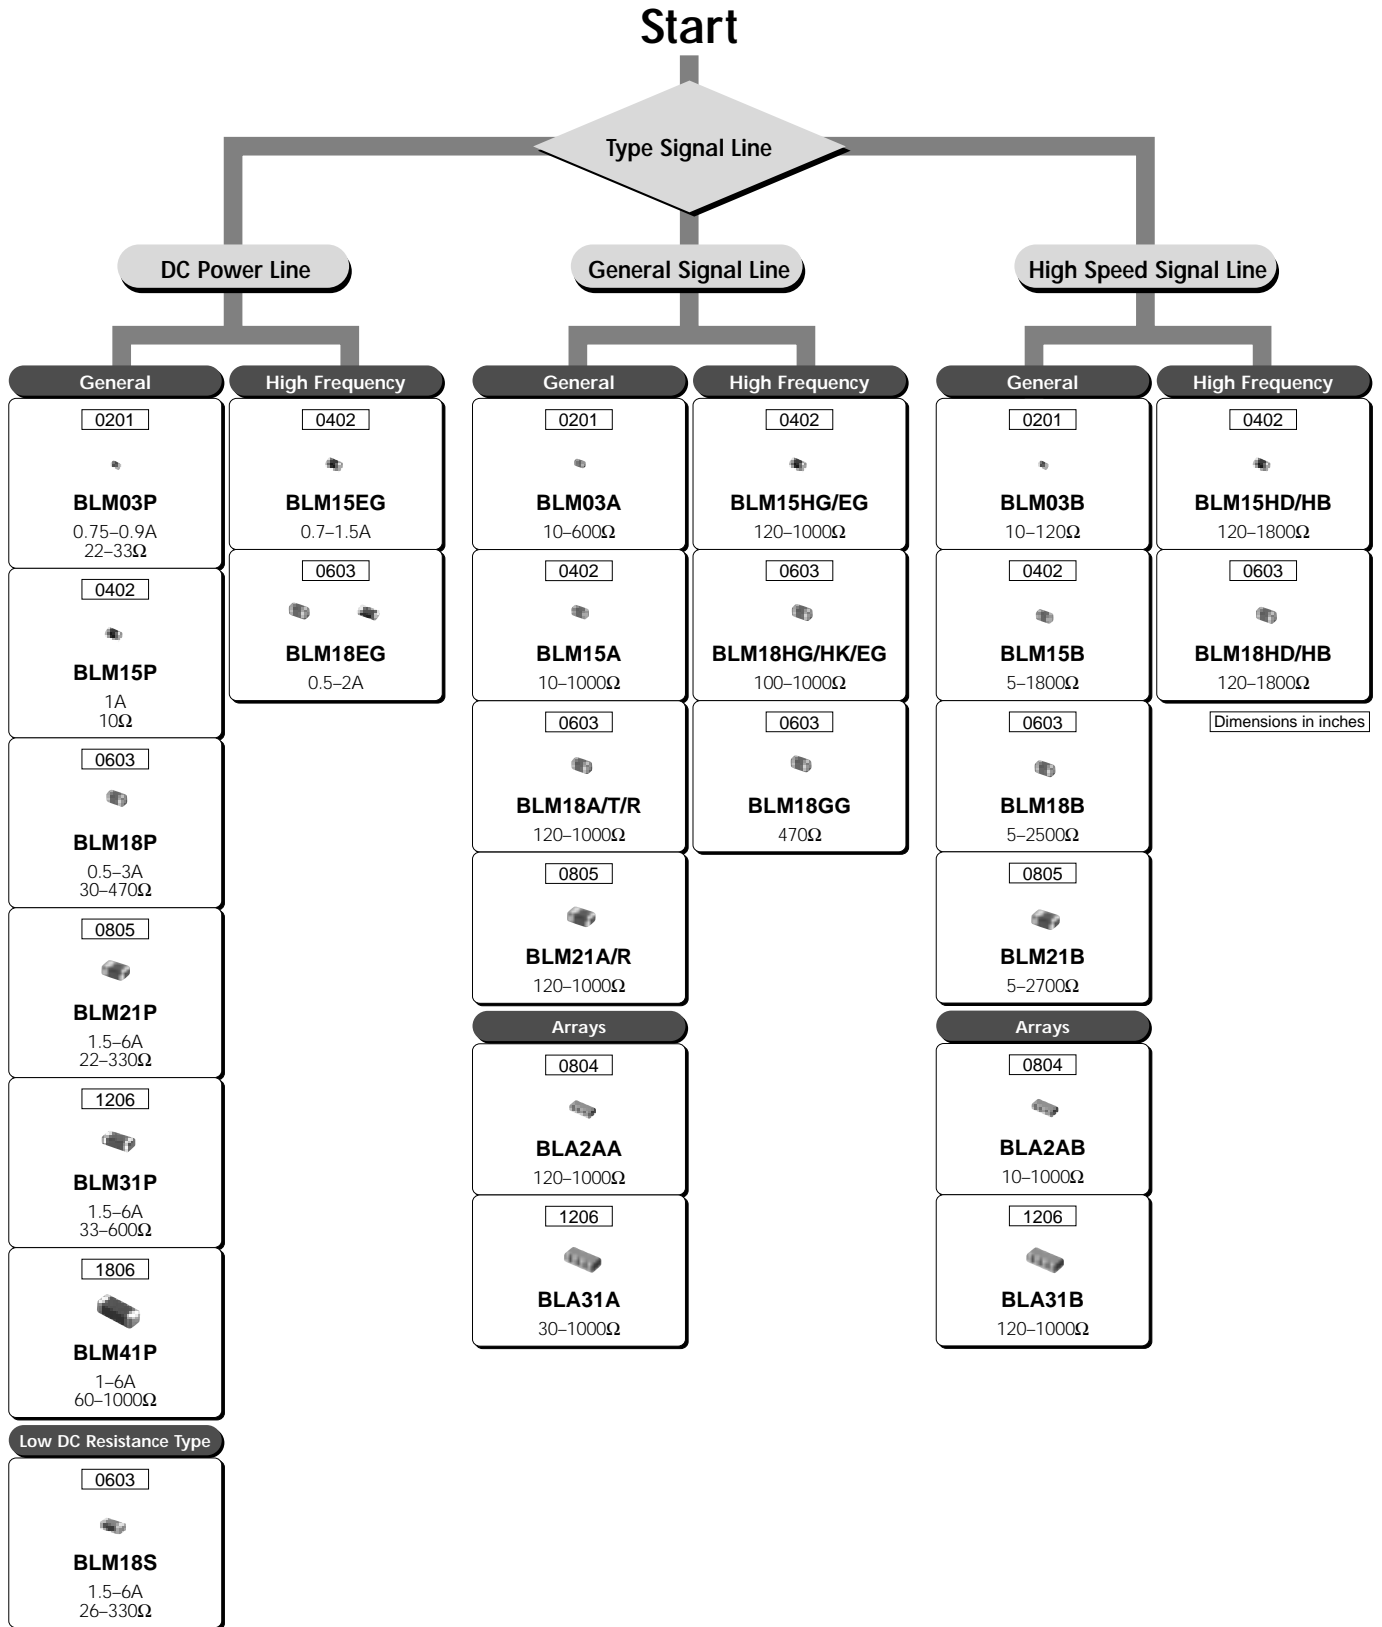 Start
Type Signal Line
DC Power Line
General
0201
BLM03P
0.75–0.9A
22–33Ω
0402
BLM15P
1A
10Ω
0603
BLM18P
0.5–3A
30–470Ω
0805
BLM21P
1.5–6A
22–330Ω
1206
BLM31P
1.5–6A
33–600Ω
1806
BLM41P
1–6A
60–1000Ω
Low DC Resistance Type
0603
BLM18S
1.5–6A
26–330Ω
High Frequency
0402
BLM15EG
0.7–1.5A
0603
BLM18EG
0.5–2A
General Signal Line
General
0201
BLM03A
10–600Ω
0402
BLM15A
10–1000Ω
0603
BLM18A/T/R
120–1000Ω
0805
BLM21A/R
120–1000Ω
Arrays
0804
BLA2AA
120–1000Ω
1206
BLA31A
30–1000Ω
High Frequency
0402
BLM15HG/EG
120–1000Ω
0603
BLM18HG/HK/EG
100–1000Ω
0603
BLM18GG
470Ω
High Speed Signal Line
General
0201
BLM03B
10–120Ω
0402
BLM15B
5–1800Ω
0603
BLM18B
5–2500Ω
0805
BLM21B
5–2700Ω
Arrays
0804
BLA2AB
10–1000Ω
1206
BLA31B
120–1000Ω
High Frequency
0402
BLM15HD/HB
120–1800Ω
0603
BLM18HD/HB
120–1800Ω
Dimensions in inches